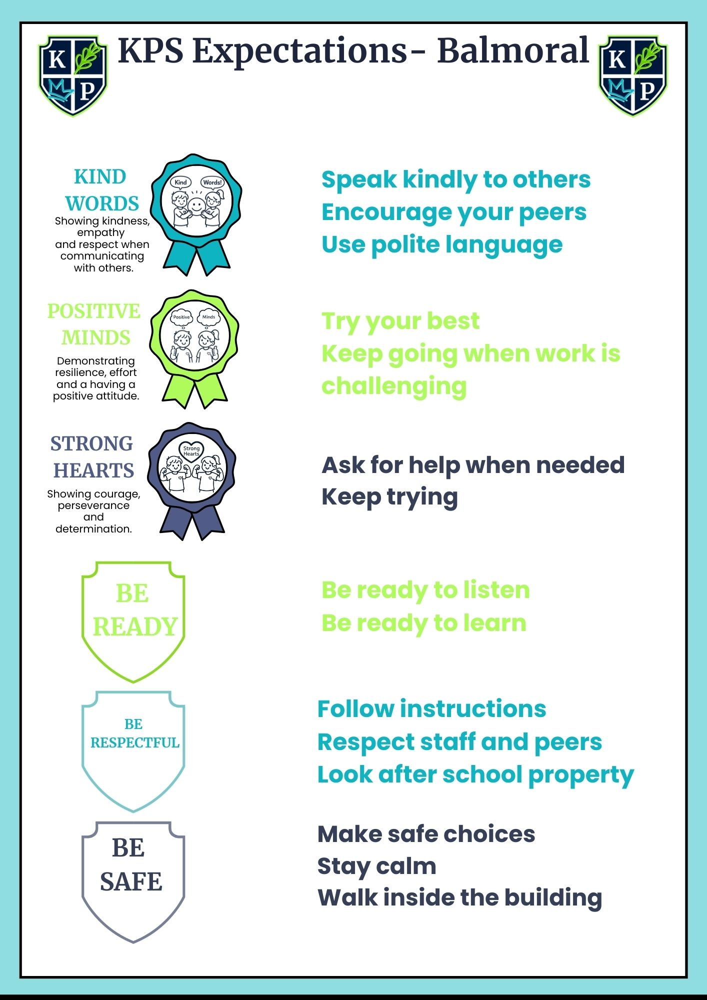 K
P
KPS Expectations- Balmoral
K
P
KIND
WORDS
Showing kindness,
empathy
and respect when
communicating
with others.
Kind
Words!
Speak kindly to others
Encourage your peers
Use polite language
POSITIVE
MINDS
Demonstrating
resilience, effort
and a having a
positive attitude.
Positive
Minds
Try your best
Keep going when work is
challenging
STRONG
HEARTS
Showing courage,
perseverance
and
determination.
Strong
Hearts
Ask for help when needed
Keep trying
BE
READY
Be ready to listen
Be ready to learn
BE
RESPECTFUL
Follow instructions
Respect staff and peers
Look after school property
BE
SAFE
Make safe choices
Stay calm
Walk inside the building